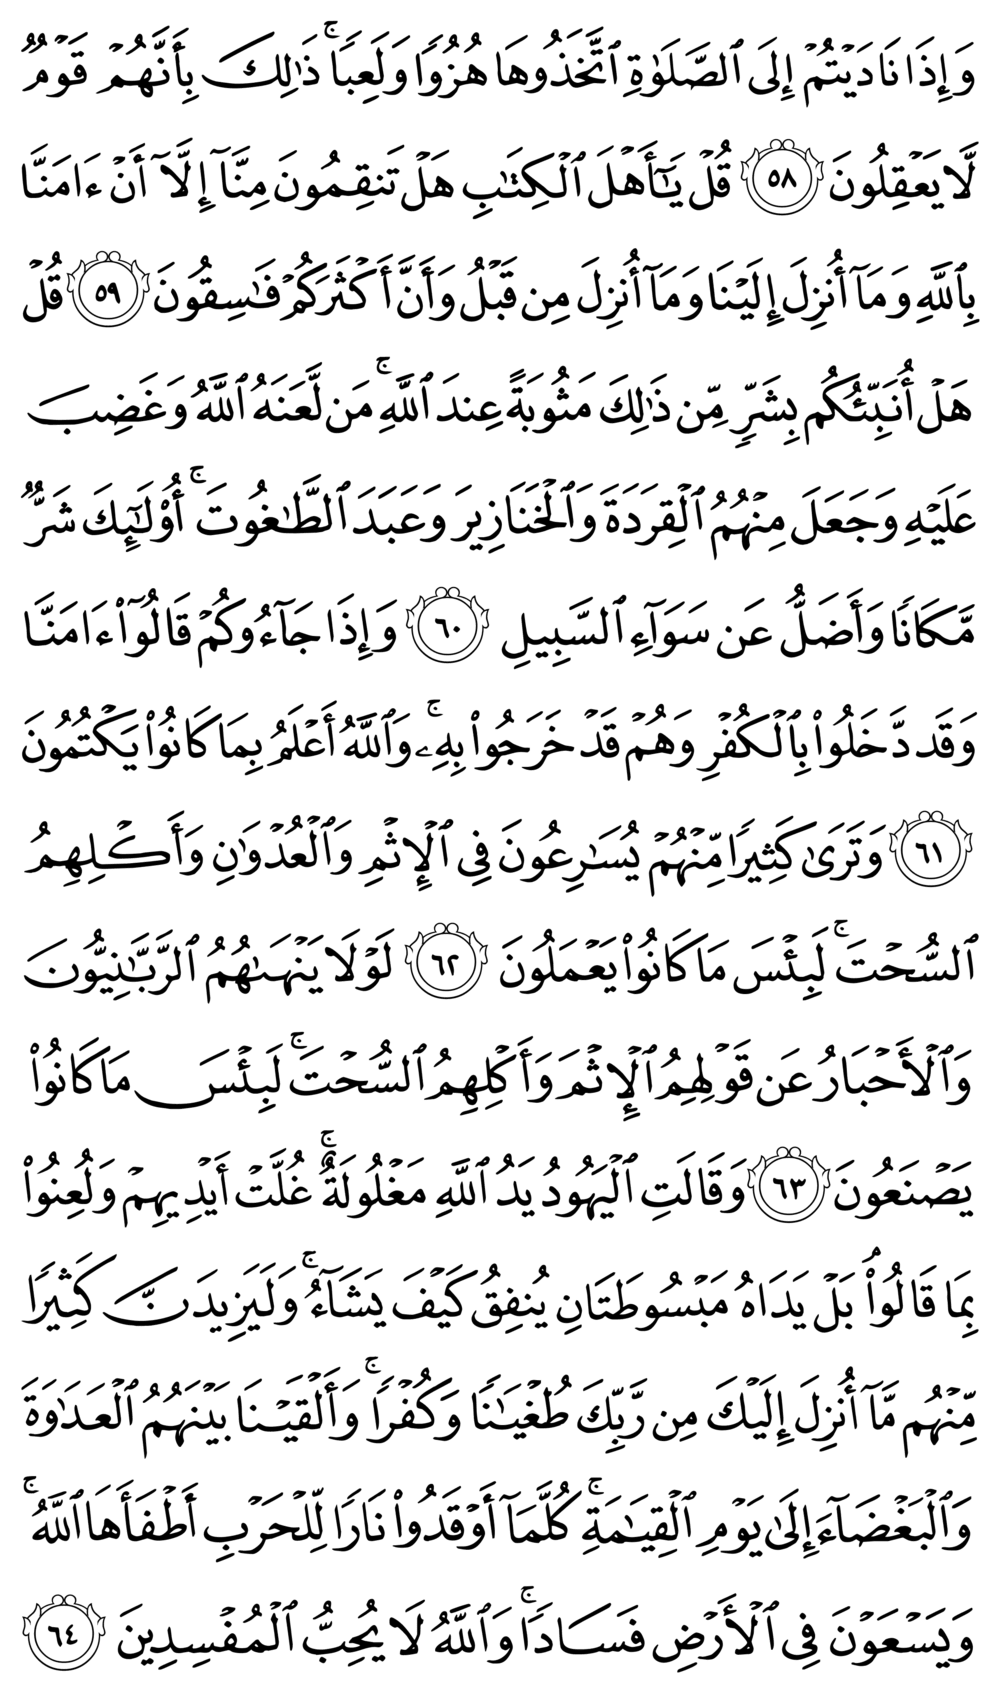 وَإِذَا نَادَيْتُمْ إِلَى ٱلصَّلَوٰةِ ٱتَّخَذُوهَا هُزُوًا وَلَعِبًا ۚ ذَٰلِكَ بِأَنَّهُمْ قَوْمٌ
لَّا يَعْقِلُونَ ٥٨ قُلْ يَـٰٓأَهْلَ ٱلْكِتَـٰبِ هَلْ تَنقِمُونَ مِنَّآ إِلَّآ أَنْ ءَامَنَّا
بِٱللَّهِ وَمَآ أُنزِلَ إِلَيْنَا وَمَآ أُنزِلَ مِن قَبْلُ وَأَنَّ أَكْثَرَكُمْ فَـٰسِقُونَ ٥٩ قُلْ
هَلْ أُنَبِّئُكُم بِشَرٍّ مِّن ذَٰلِكَ مَثُوبَةً عِندَ ٱللَّهِ ۚ مَن لَّعَنَهُ ٱللَّهُ وَغَضِبَ
عَلَيْهِ وَجَعَلَ مِنْهُمُ ٱلْقِرَدَةَ وَٱلْخَنَازِيرَ وَعَبَدَ ٱلطَّـٰغُوتَ ۚ أُو۟لَـٰٓئِكَ شَرٌّ
مَّكَانًا وَأَضَلُّ عَن سَوَآءِ ٱلسَّبِيلِ ٦٠ وَإِذَا جَآءُوكُمْ قَالُوٓا۟ ءَامَنَّا
وَقَد دَّخَلُوا۟ بِٱلْكُفْرِ وَهُمْ قَدْ خَرَجُوا۟ بِهِۦ ۚ وَٱللَّهُ أَعْلَمُ بِمَا كَانُوا۟ يَكْتُمُونَ
٦١ وَتَرَىٰ كَثِيرًا مِّنْهُمْ يُسَـٰرِعُونَ فِى ٱلْإِثْمِ وَٱلْعُدْوَٰنِ وَأَكْلِهِمُ
ٱلسُّحْتَ ۚ لَبِئْسَ مَا كَانُوا۟ يَعْمَلُونَ ٦٢ لَوْلَا يَنْهَىٰهُمُ ٱلرَّبَّـٰنِيُّونَ
وَٱلْأَحْبَارُ عَن قَوْلِهِمُ ٱلْإِثْمَ وَأَكْلِهِمُ ٱلسُّحْتَ ۚ لَبِئْسَ مَا كَانُوا۟
يَصْنَعُونَ ٦٣ وَقَالَتِ ٱلْيَهُودُ يَدُ ٱللَّهِ مَغْلُولَةٌ ۚ غُلَّتْ أَيْدِيهِمْ وَلُعِنُوا۟
بِمَا قَالُوا۟ ۘ بَلْ يَدَاهُ مَبْسُوطَتَانِ يُنفِقُ كَيْفَ يَشَآءُ ۚ وَلَيَزِيدَنَّ كَثِيرًا
مِّنْهُم مَّآ أُنزِلَ إِلَيْكَ مِن رَّبِّكَ طُغْيَـٰنًا وَكُفْرًا ۚ وَأَلْقَيْنَا بَيْنَهُمُ ٱلْعَدَٰوَةَ
وَٱلْبَغْضَآءَ إِلَىٰ يَوْمِ ٱلْقِيَـٰمَةِ ۚ كُلَّمَآ أَوْقَدُوا۟ نَارًا لِّلْحَرْبِ أَطْفَأَهَا ٱللَّهُ ۚ
وَيَسْعَوْنَ فِى ٱلْأَرْضِ فَسَادًا ۚ وَٱللَّهُ لَا يُحِبُّ ٱلْمُفْسِدِينَ ٦٤